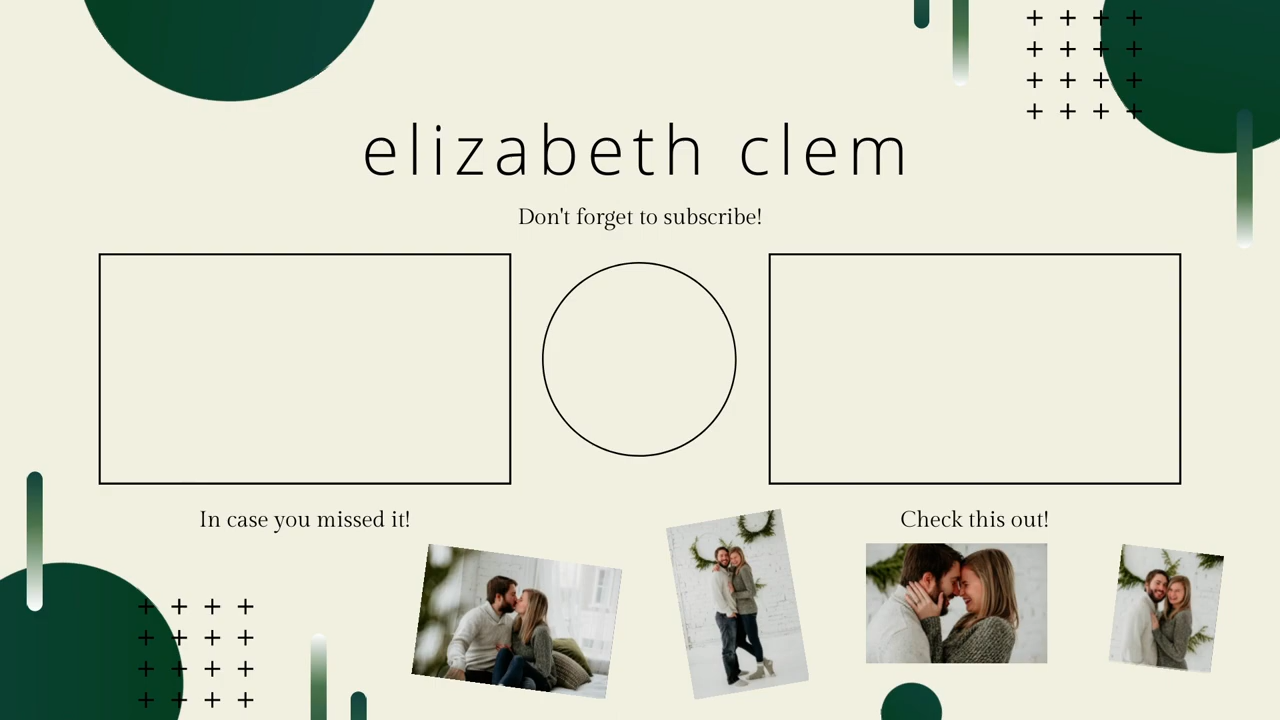 elizabeth clem
Don't forget to subscribe!
In case you missed it!
Check this out!